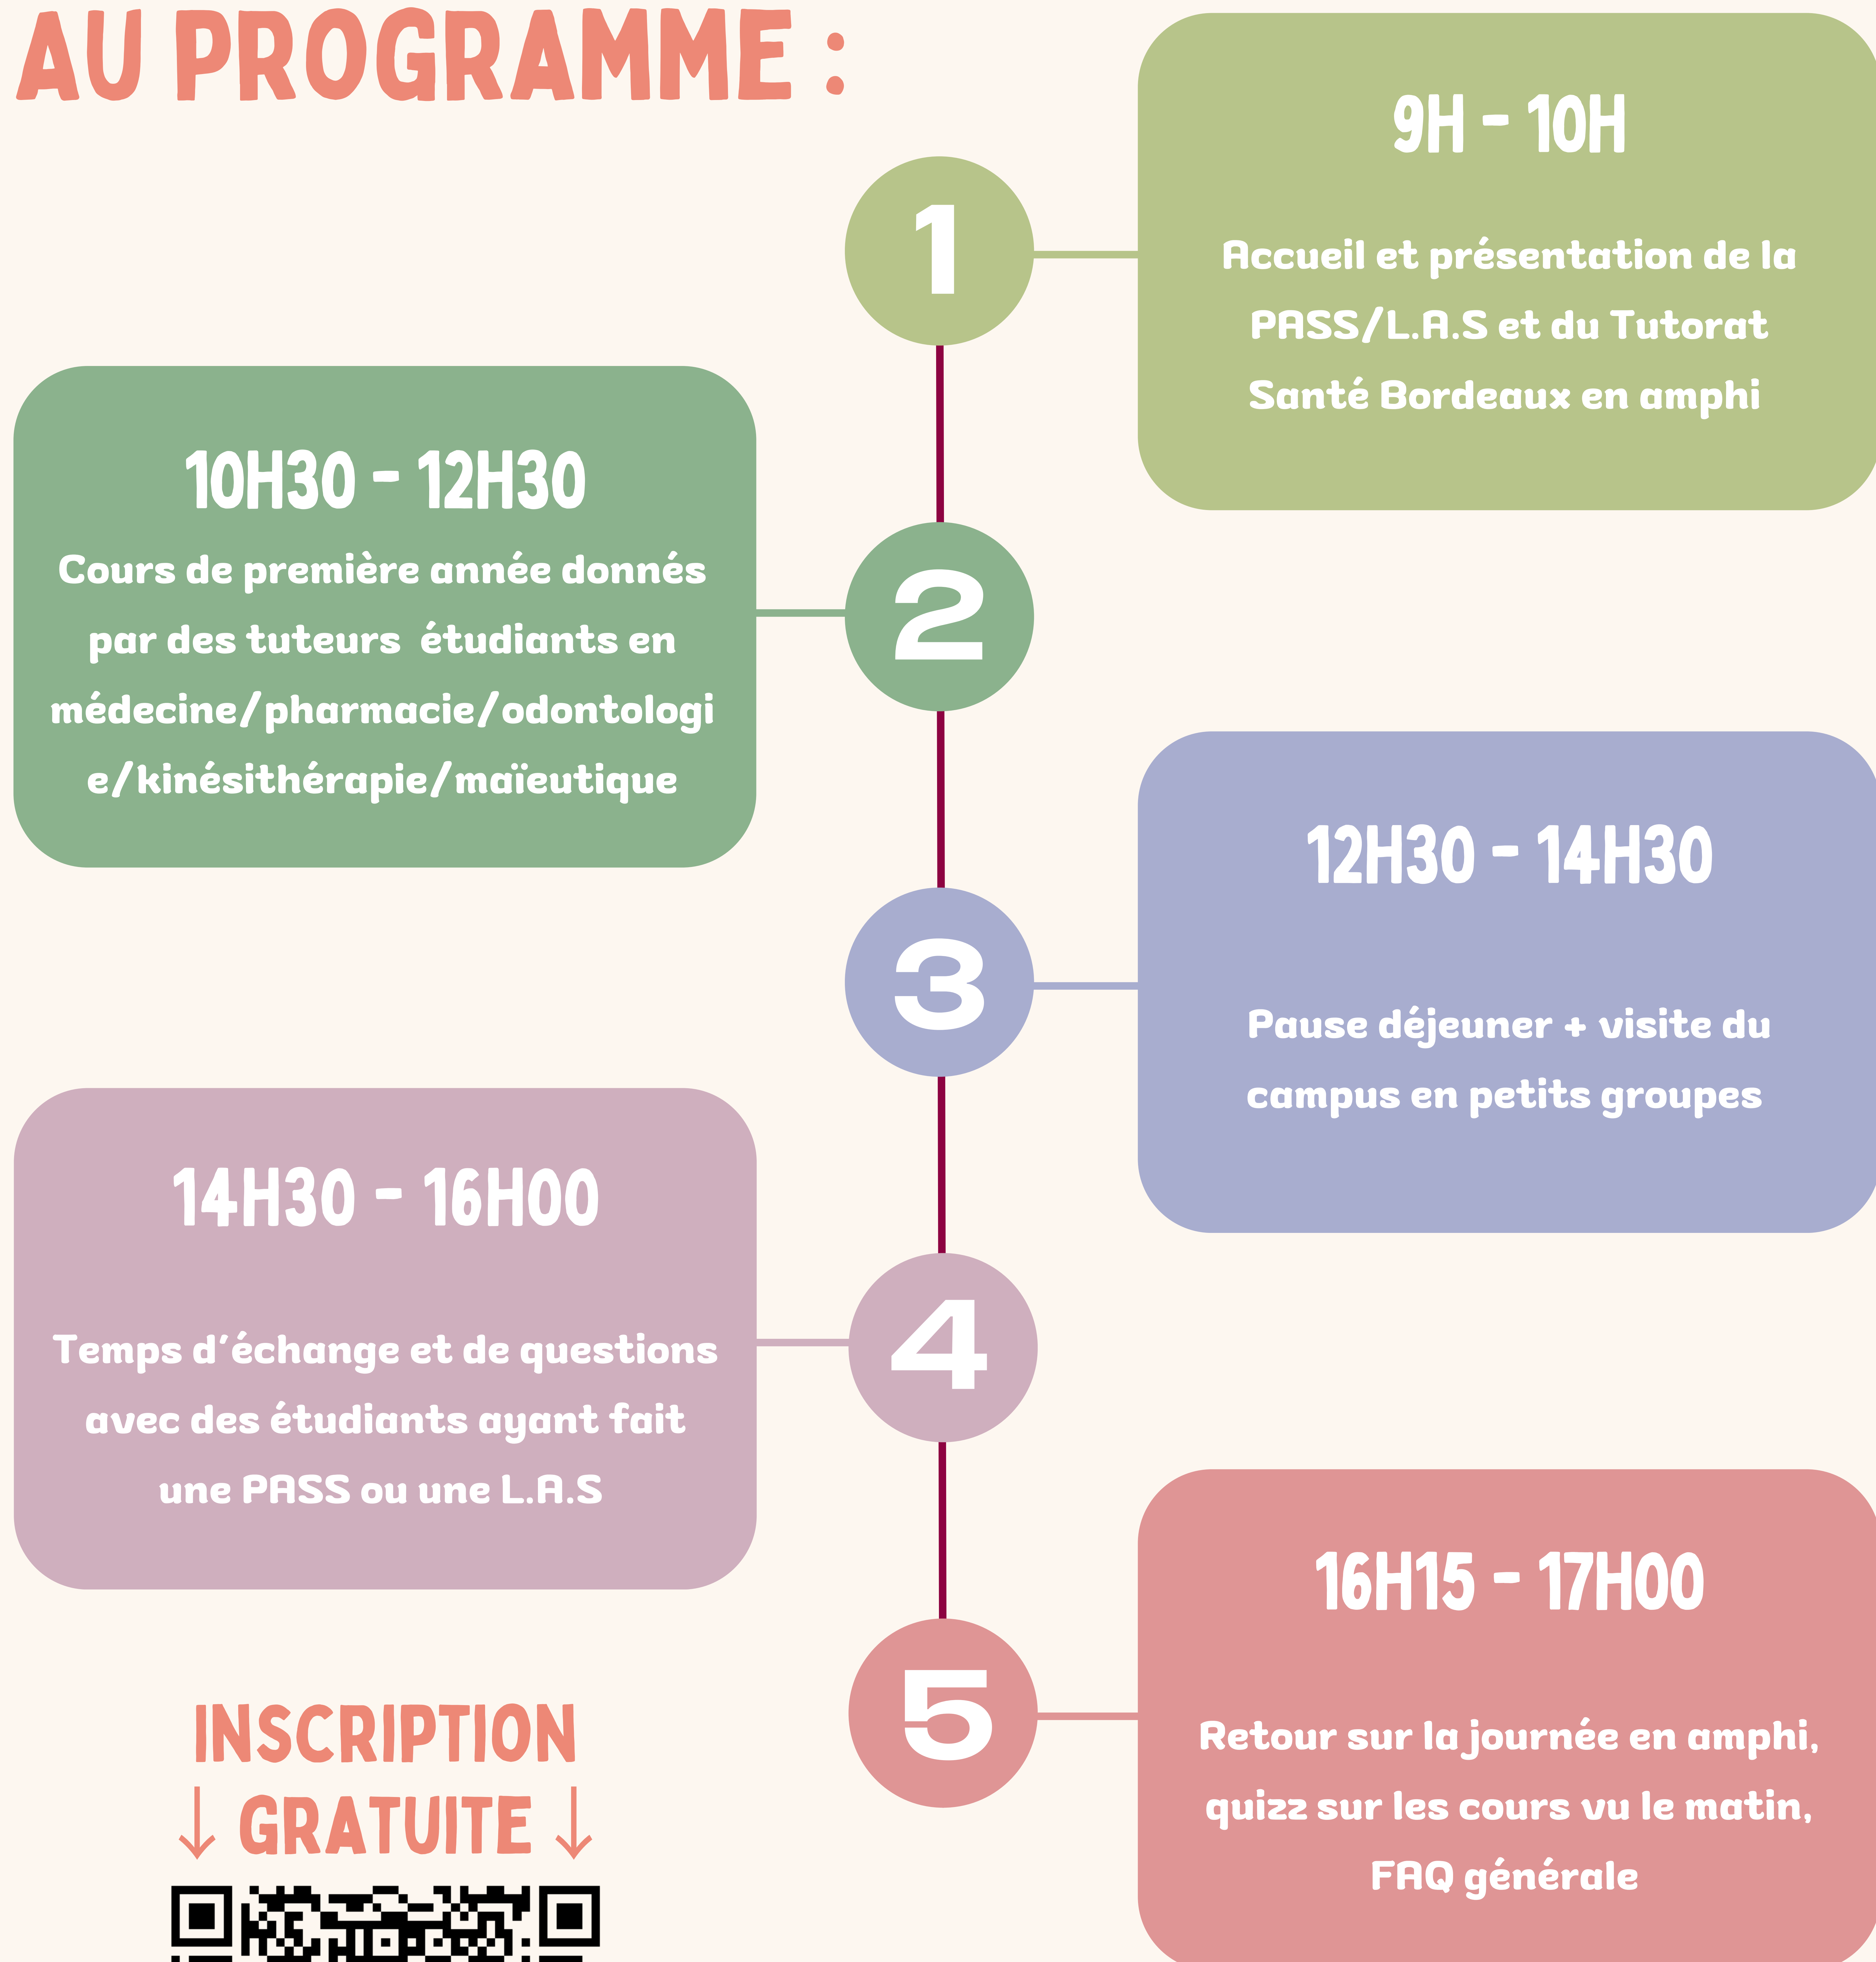 AU PROGRAMME :
1
9H - 10H
Accueil et présentation de la
PASS/L.A.S et du Tutorat
Santé Bordeaux en amphi
2
10H30 - 12H30
Cours de première année donnés
par des tuteurs étudiants en
médecine/pharmacie/odontologi
e/kinésithérapie/maïeutique
3
12H30 - 14H30
Pause déjeuner + visite du
campus en petits groupes
4
14H30 - 16H00
Temps d'échange et de questions
avec des étudiants ayant fait
une PASS ou une L.A.S
5
16H15 - 17H00
Retour sur la journée en amphi,
quizz sur les cours vu le matin,
FAQ générale
INSCRIPTION
↓ GRATUITE ↓